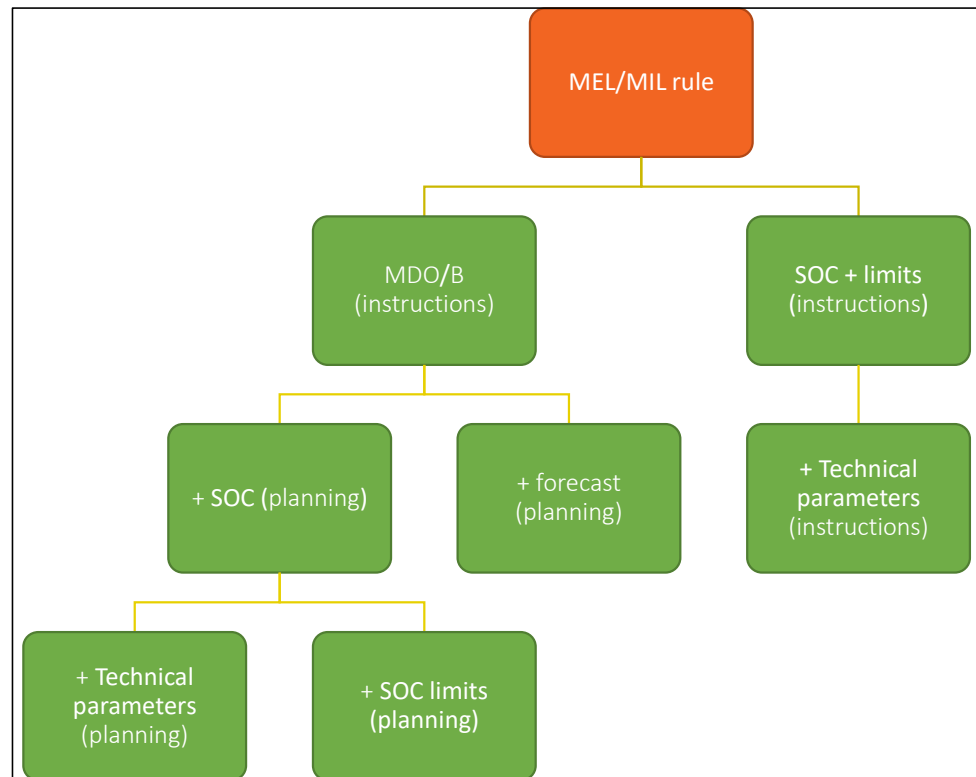 MEL/MIL rule
MDO/B
(instructions)
SOC + limits
(instructions)
+ SOC (planning)
+ forecast
(planning)
+ Technical
parameters
(instructions)
+ Technical
parameters
(planning)
+ SOC limits
(planning)